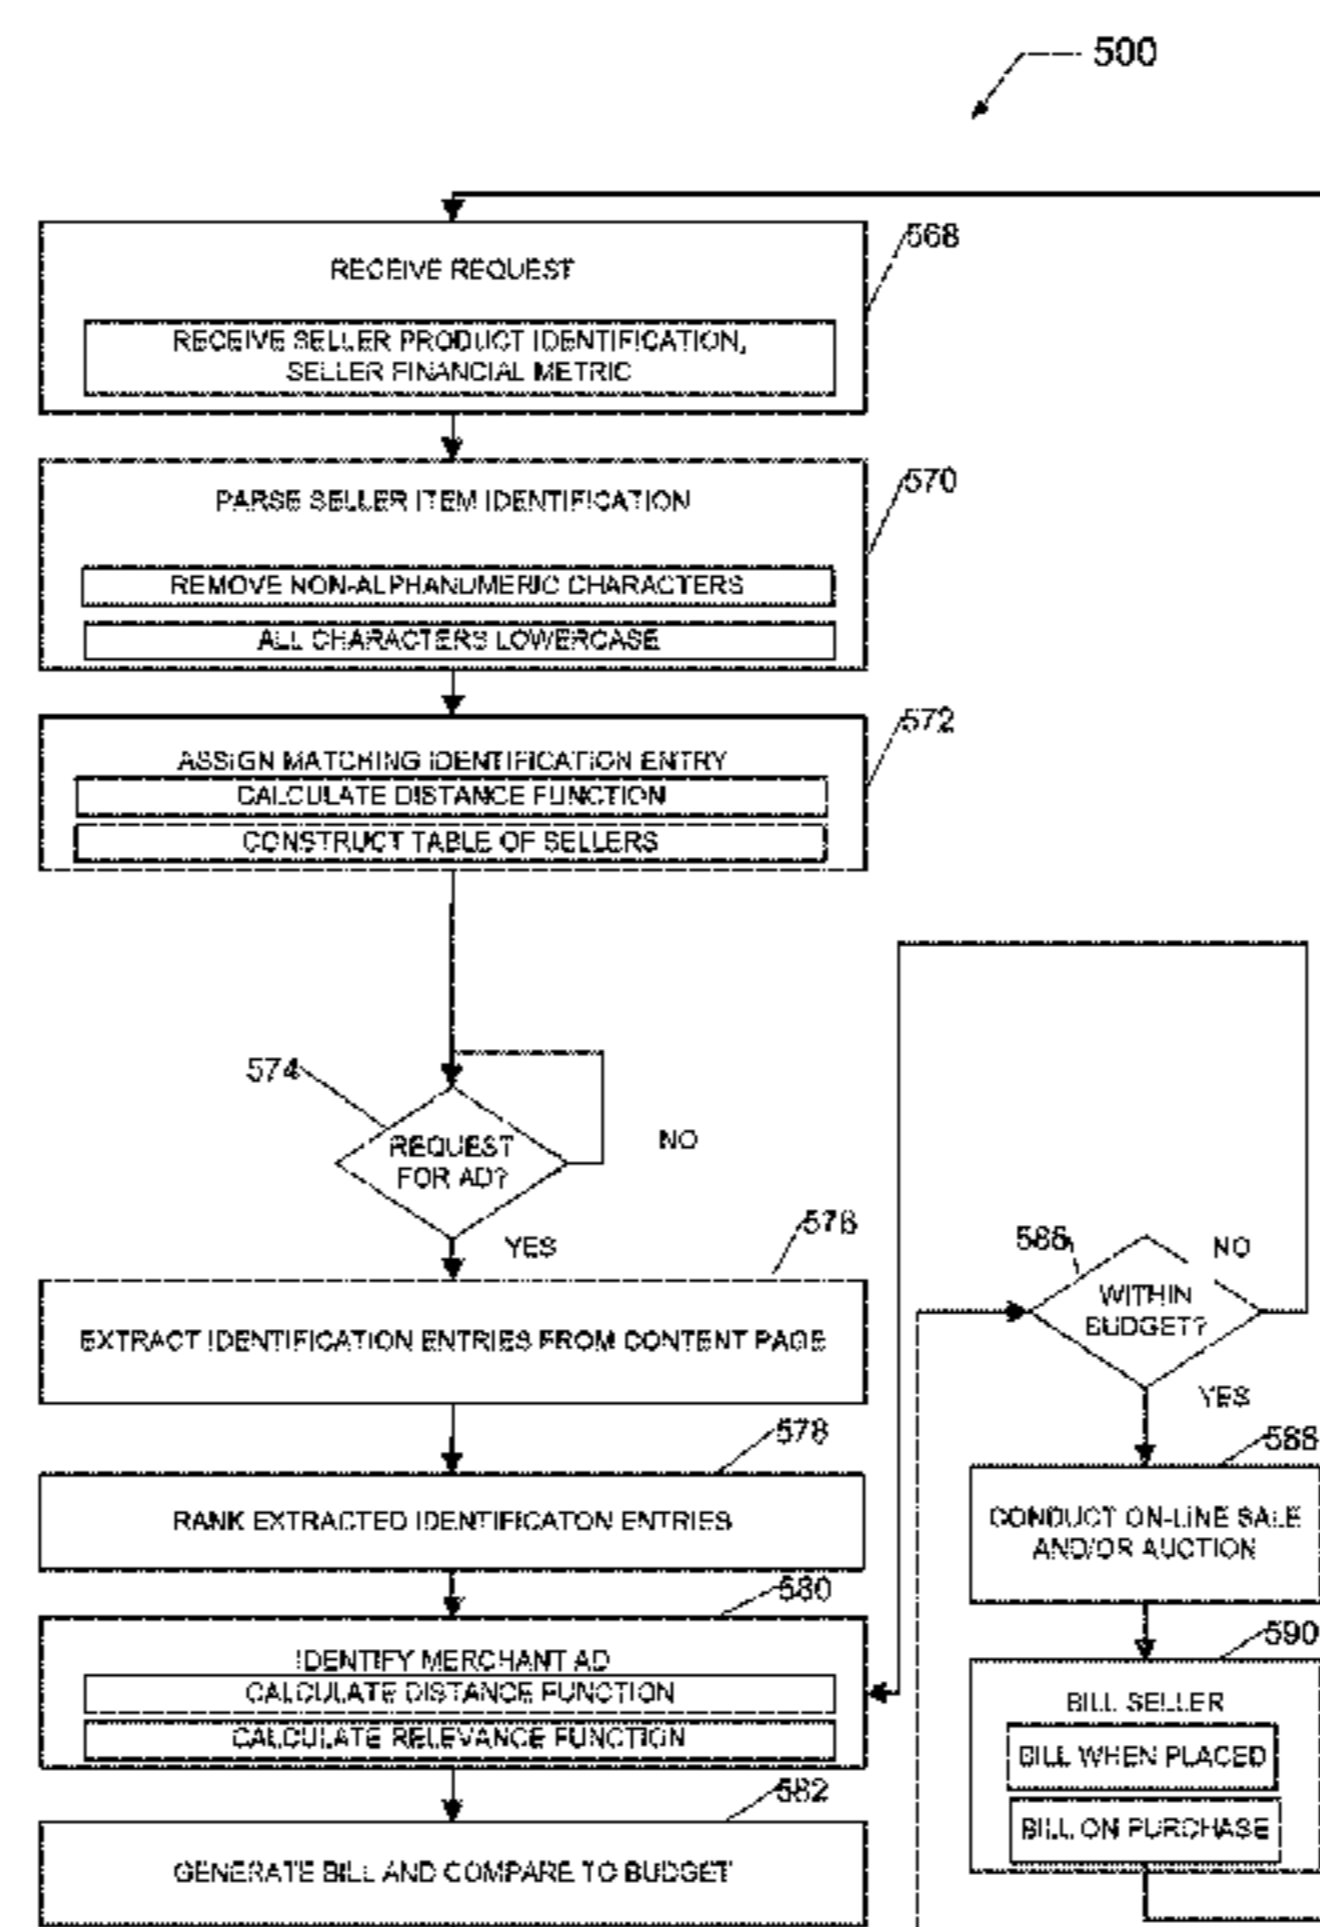 500
568
RECEIVE REQUEST
RECEIVE SELLER PRODUCT IDENTIFICATION,
SELLER FINANCIAL METRIC
570
PARSE SELLER ITEM IDENTIFICATION
REMOVE NON-ALPHANUMERIC CHARACTERS
ALL CHARACTERS LOWERCASE
572
ASSIGN MATCHING IDENTIFICATION ENTRY
CALCULATE DISTANCE FUNCTION
CONSTRUCT TABLE OF SELLERS
574
REQUEST
FOR AD?
NO
YES
576
EXTRACT IDENTIFICATION ENTRIES FROM CONTENT PAGE
578
RANK EXTRACTED IDENTIFICATON ENTRIES
580
IDENTIFY MERCHANT AD
CALCULATE DISTANCE FUNCTION
CALCULATE RELEVANCE FUNCTION
582
GENERATE BILL AND COMPARE TO BUDGET
NO
WITHIN
BUDGET?
YES
588
CONDUCT ON-LINE SALE
AND/OR AUCTION
590
BILL SELLER
BILL WHEN PLACED
BILL ON PURCHASE